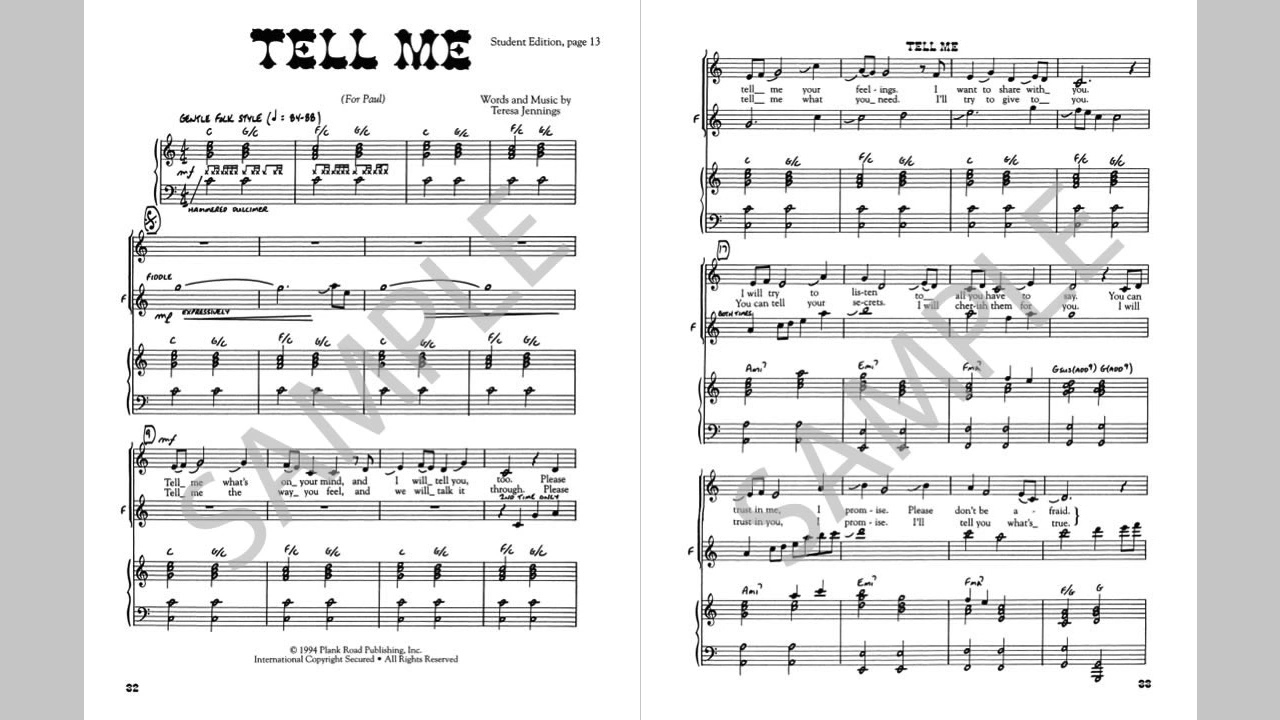 TELL ME
Student Edition, page 13
(For Paul)
Words and Music by
Teresa Jennings
GENTLE FOLK STYLE (♩ = 84-88)
C G/C F/C G/C C G/C F/C G/C
mf
HAMMERED DULCIMER
FIDDLE
F
mf EXPRESSIVELY
C G/C F/C G/C C G/C F/C G/C
9 mf
Tell_ me what's on_ your mind, and I will_ tell you, too. Please
Tell_ me the way_ you feel, and we will_ talk it through. Please
2ND TIME ONLY
F
C G/C F/C G/C C G/C F/C G/C
© 1994 Plank Road Publishing, Inc.
International Copyright Secured • All Rights Reserved
32
TELL ME
tell_ me your feel - ings. I want to share with_ you.
tell_ me what you_ need. I'll try to give to_ you.
F
C G/C F/C G/C C G/C F/C G/C
17
I will try to lis-ten to_ all you have to say. You can
You can tell your se-crets. I will cher-ish them for you. I will
BOTH TIMES
F
Ami7 Emi7 Fma7 Gsus(ADD9) G(ADD9)
trust in me, I prom - ise. Please don't be a - fraid.
trust in you, I prom - ise. I'll tell you what's_ true.
F
Ami7 Emi7 Fma7 F/G G
33
SAMPLE
SAMPLE